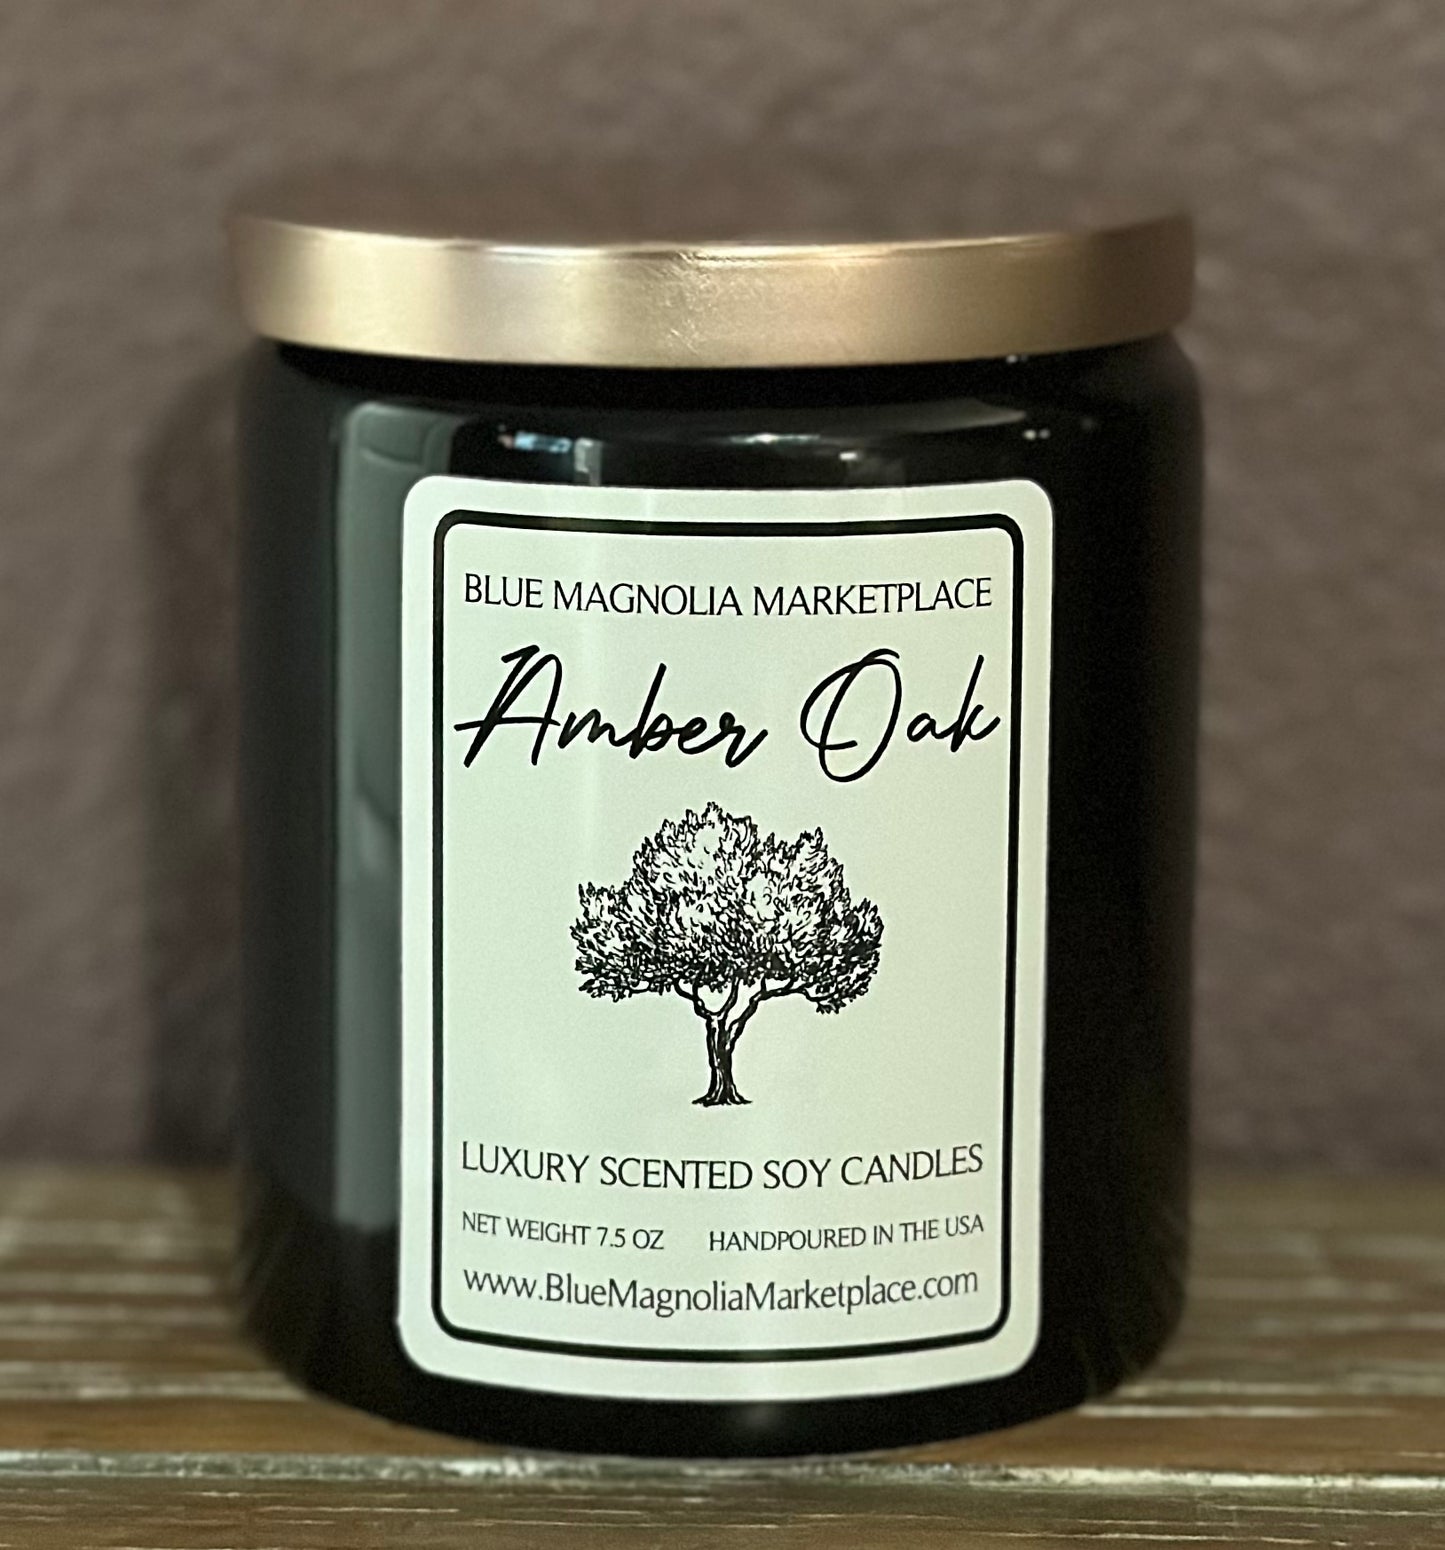 BLUE MAGNOLIA MARKETPLACE
Amber Oak
LUXURY SCENTED SOY CANDLES
NET WEIGHT 7.5 OZ HANDPOURED IN THE USA
www.BlueMagnoliaMarketplace.com